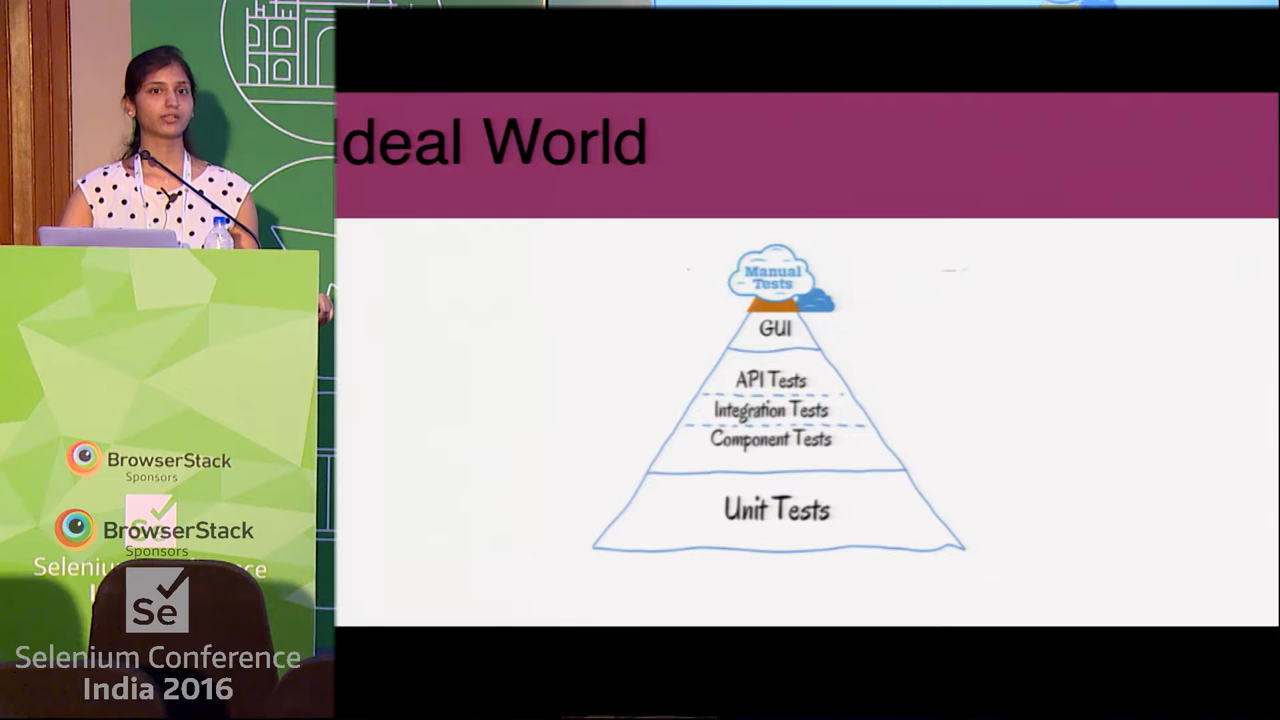 Ideal World
Manual
Tests
GUI
API Tests
Integration Tests
Component Tests
Unit Tests
BrowserStack
Sponsors
BrowserStack
Sponsors
Se
Selenium Conference
India 2016